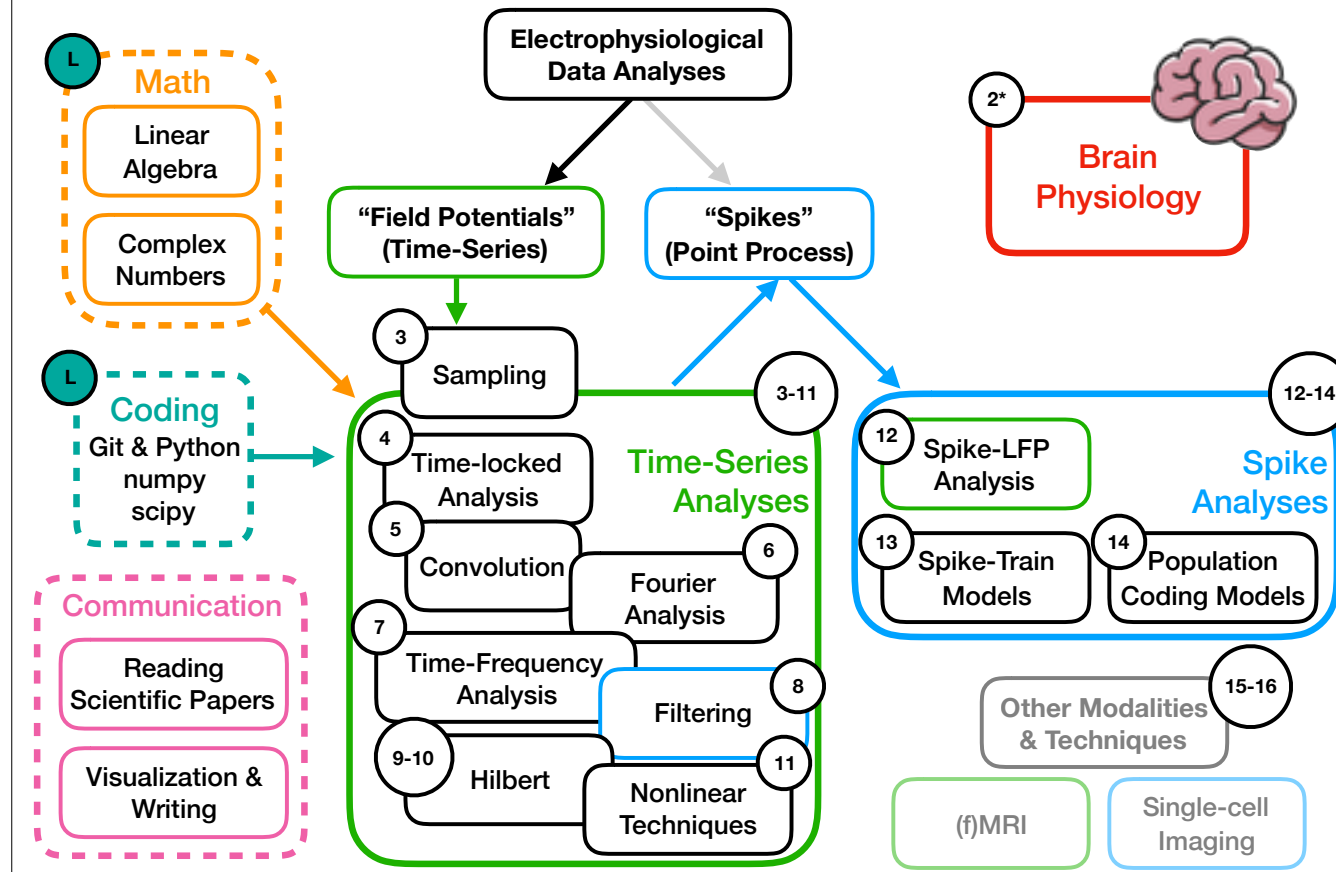 Electrophysiological
Data Analyses
L
Math
Linear
Algebra
Complex
Numbers
2*
Brain
Physiology
“Field Potentials”
(Time-Series)
“Spikes”
(Point Process)
L
Coding
Git & Python
numpy
scipy
Communication
Reading
Scientific Papers
Visualization &
Writing
3-11
Time-Series
Analyses
3
Sampling
4
Time-locked
Analysis
5
Convolution
6
Fourier
Analysis
7
Time-Frequency
Analysis
8
Filtering
9-10
Hilbert
11
Nonlinear
Techniques
12-14
Spike
Analyses
12
Spike-LFP
Analysis
13
Spike-Train
Models
14
Population
Coding Models
15-16
Other Modalities
& Techniques
(f)MRI
Single-cell
Imaging